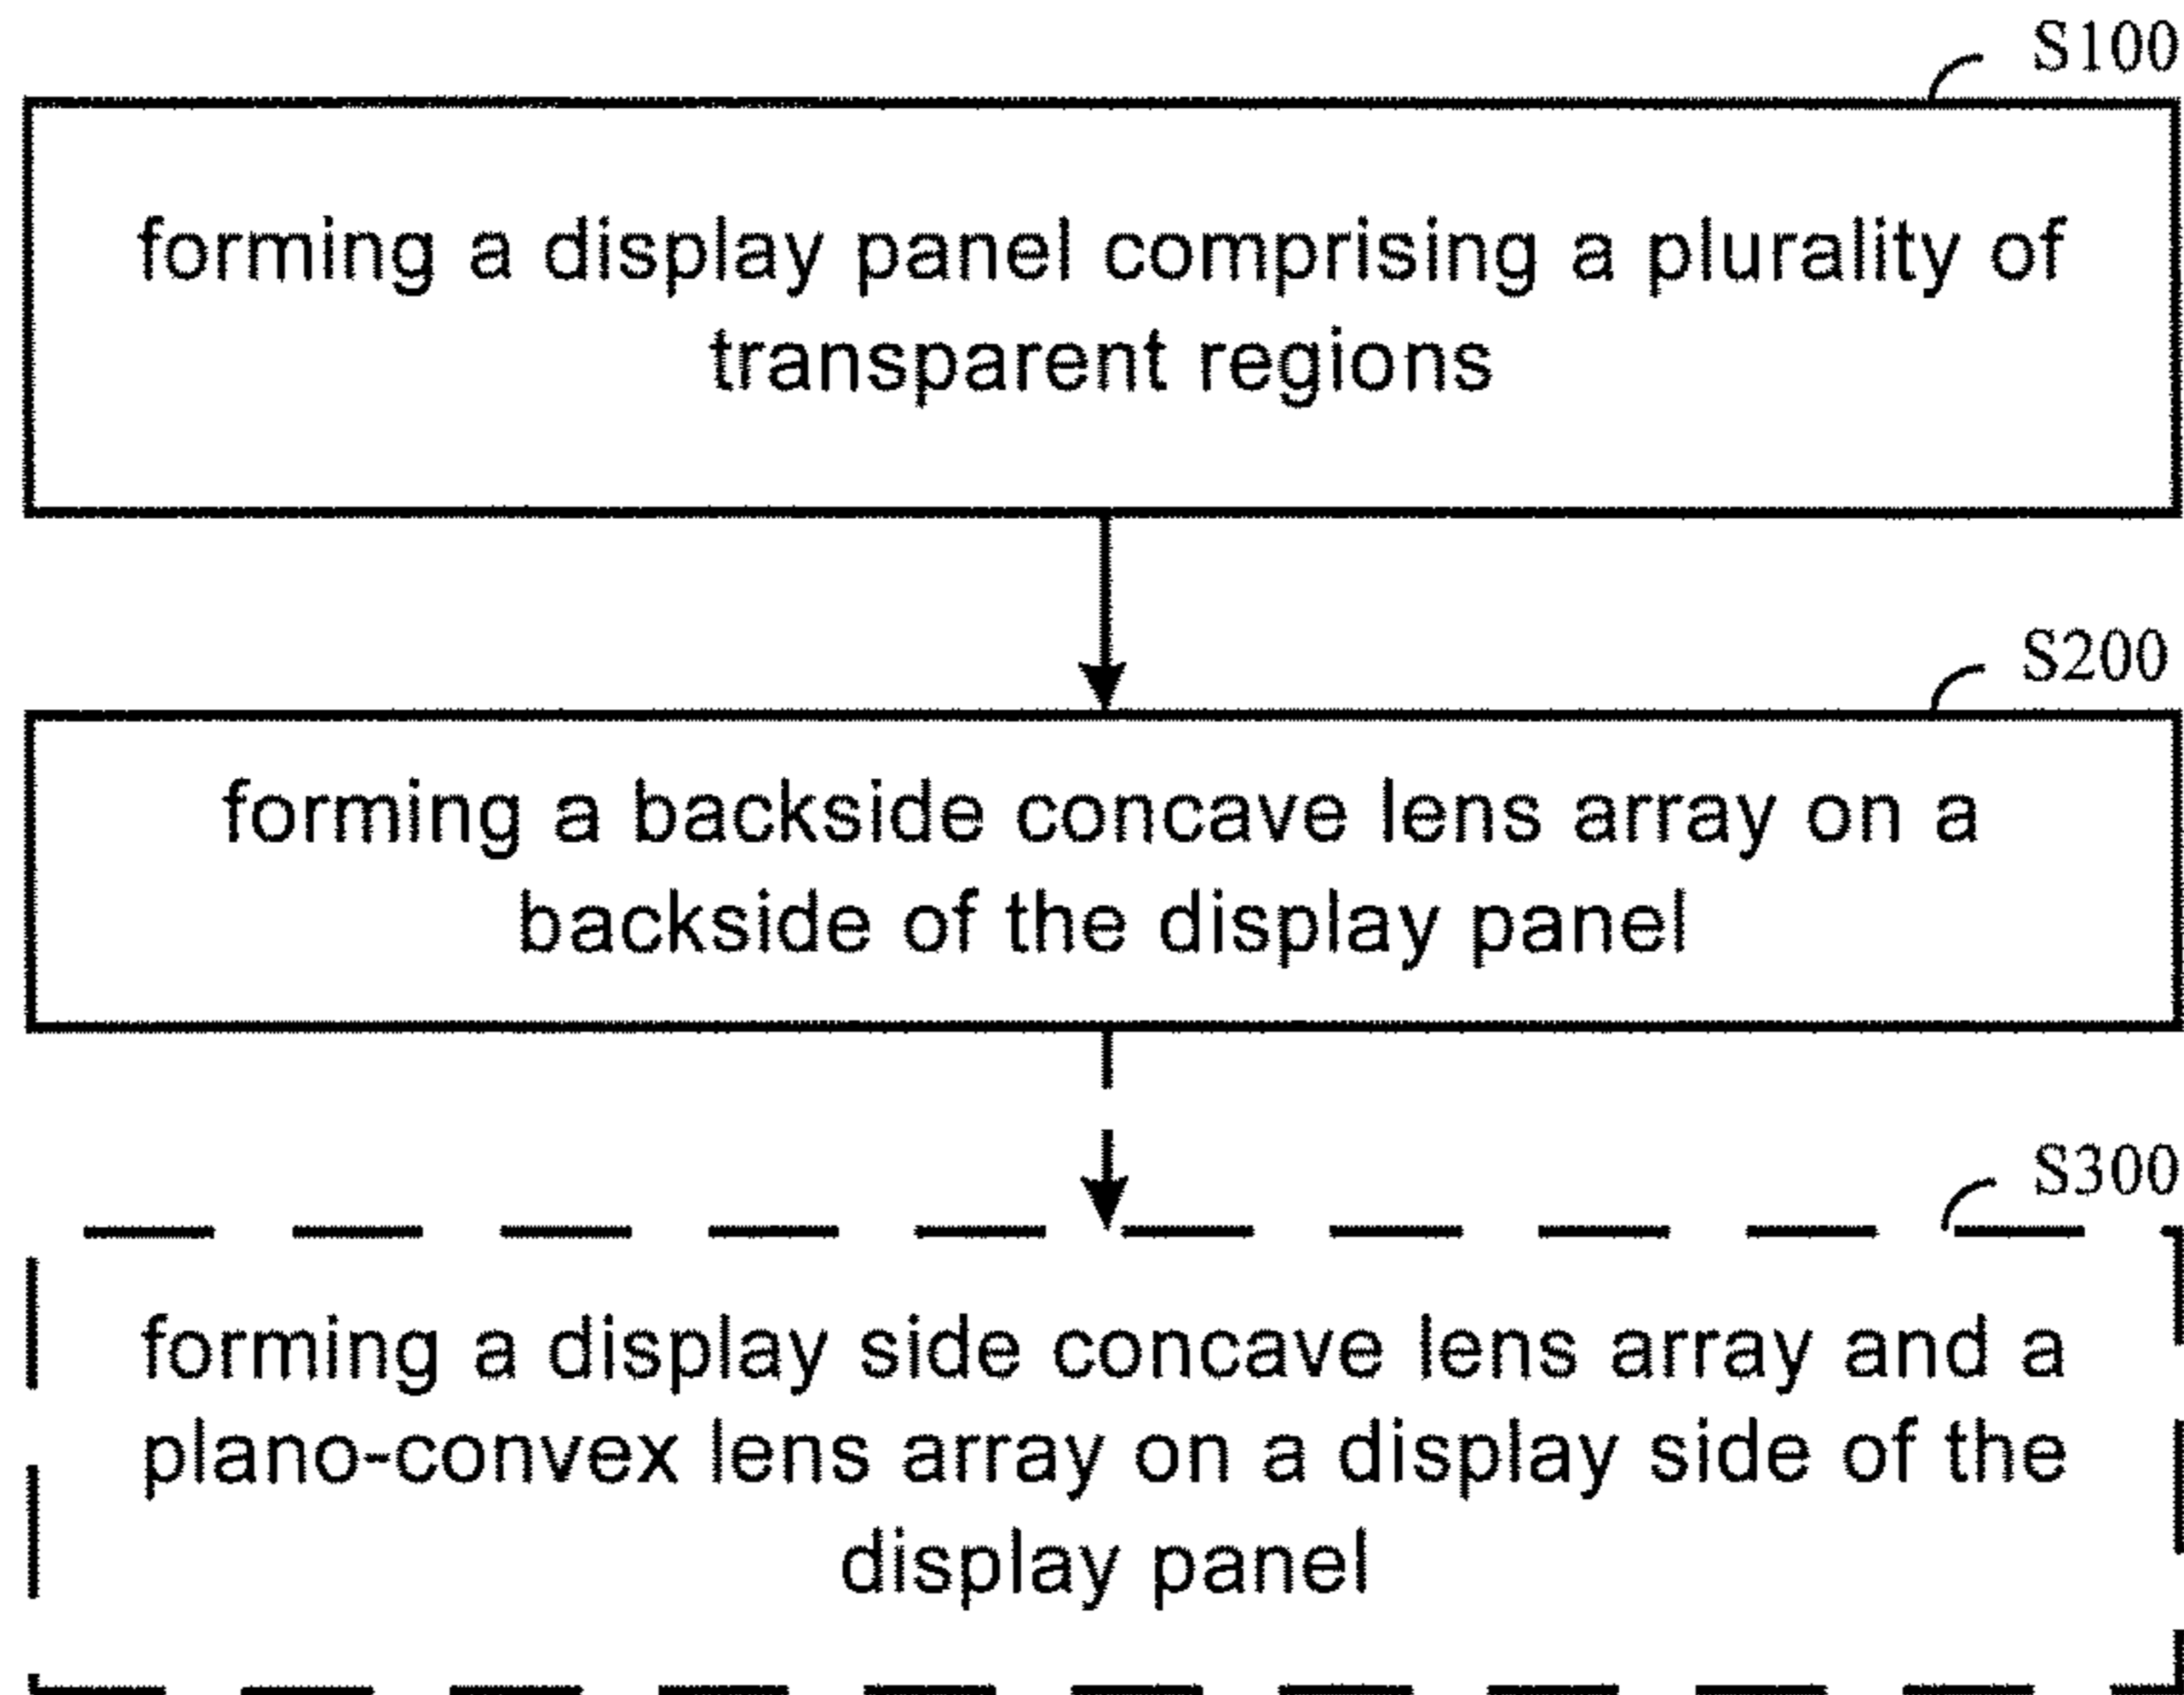 S100
forming a display panel comprising a plurality of
transparent regions
S200
forming a backside concave lens array on a
backside of the display panel
S300
forming a display side concave lens array and a
plano-convex lens array on a display side of the
display panel